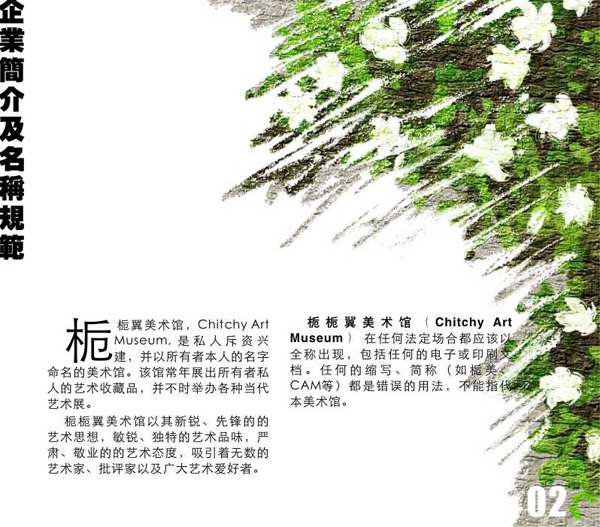 企業簡介及名稱規範
栀 栀翼美术馆，Chitchy Art
Museum，是私人斥资兴
建，并以所有者本人的名字
命名的美术馆。该馆常年展出所有者私
人的艺术收藏品，并不时举办各种当代
艺术展。
栀栀翼美术馆以其新锐、先锋的的
艺术思想，敏锐、独特的艺术品味，严
肃、敬业的的艺术态度，吸引着无数的
艺术家、批评家以及广大艺术爱好者。
栀栀翼美术馆（Chitchy Art
Museum）在任何法定场合都应该以
全称出现，包括任何的电子或印刷文
档。任何的缩写、简称（如栀美、
CAM等）都是错误的用法，不能指代
本美术馆。
02